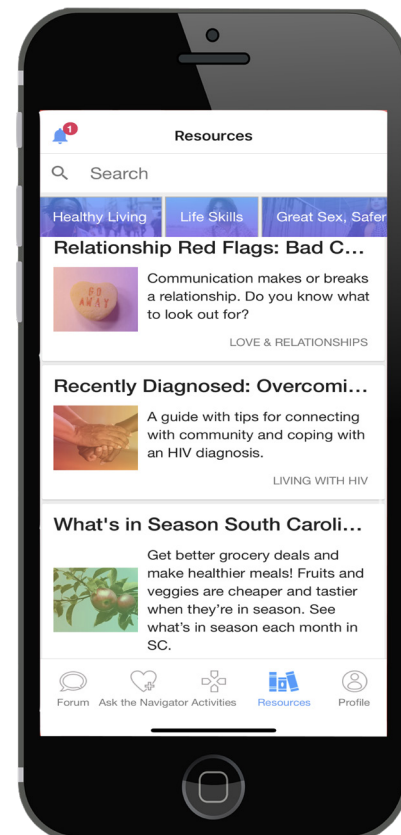 1
Resources
Search
Healthy Living Life Skills Great Sex, Safer
Relationship Red Flags: Bad C...
GO
AWAY
Communication makes or breaks
a relationship. Do you know what
to look out for?
LOVE & RELATIONSHIPS
Recently Diagnosed: Overcomi...
A guide with tips for connecting
with community and coping with
an HIV diagnosis.
LIVING WITH HIV
What's in Season South Caroli...
Get better grocery deals and
make healthier meals! Fruits and
veggies are cheaper and tastier
when they’re in season. See
what’s in season each month in
SC.
Forum Ask the Navigator Activities Resources Profile